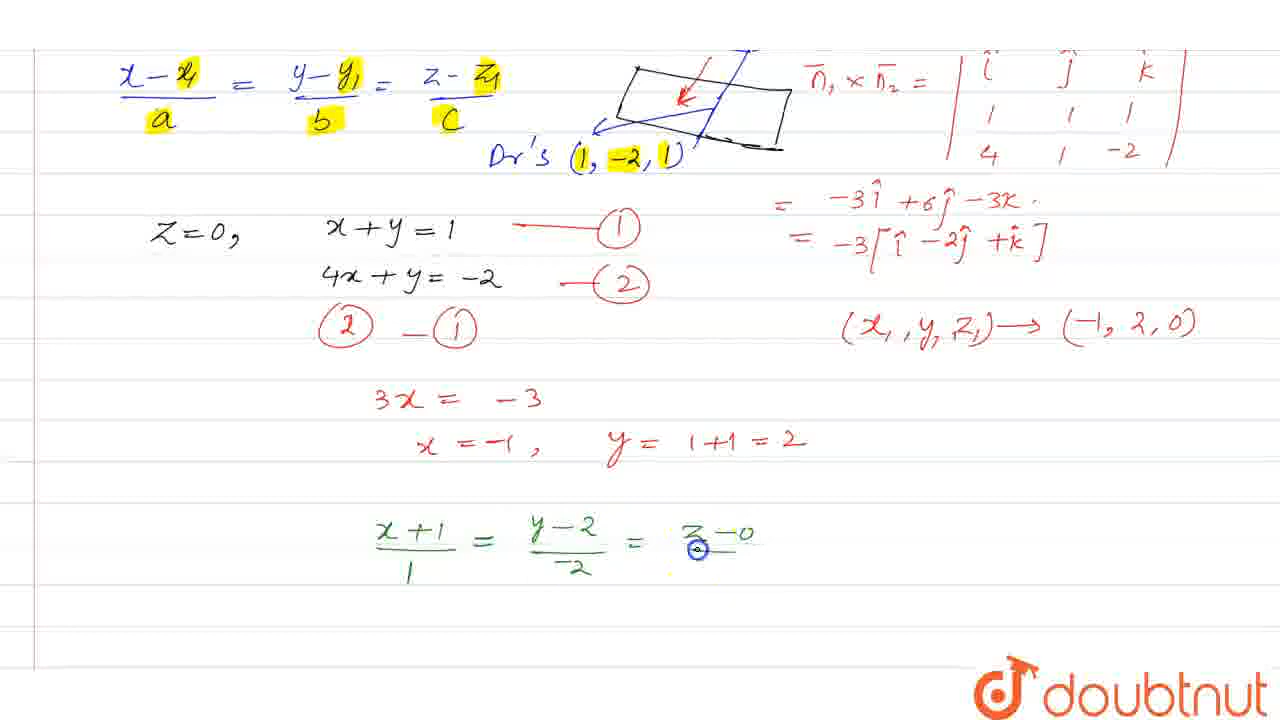 x - x₁ / a = y - y₁ / b = z - z₁ / c
Dr's (1, -2, 1)
n̄₁ × n̄₂ = | î ĵ k̂ |
| 1 1 1 |
| 4 1 -2 |
= -3î + 6ĵ - 3k.
= -3[î - 2ĵ + k̂]
z = 0, x + y = 1 —— ①
4x + y = -2 — ②
② - ①
(x₁, y, z₁) → (-1, 2, 0)
3x = -3
x = -1, y = 1 + 1 = 2
x + 1 / 1 = y - 2 / -2 = z - 0
doubtnut